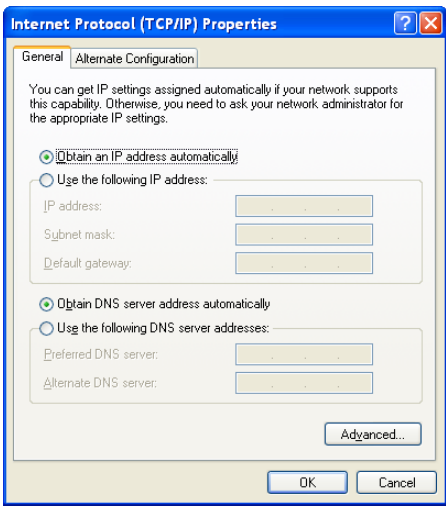 Internet Protocol (TCP/IP) Properties
General
Alternate Configuration
You can get IP settings assigned automatically if your network supports
this capability. Otherwise, you need to ask your network administrator for
the appropriate IP settings.
Obtain an IP address automatically
Use the following IP address:
IP address:
Subnet mask:
Default gateway:
Obtain DNS server address automatically
Use the following DNS server addresses:
Preferred DNS server:
Alternate DNS server:
Advanced...
OK
Cancel